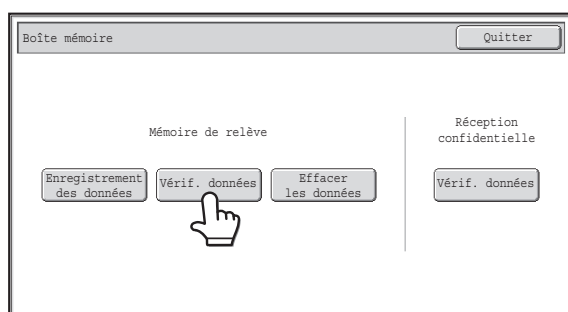 Boîte mémoire
Quitter
Mémoire de relève
Réception
confidentielle
Enregistrement
des données
Vérif. données
Effacer
les données
Vérif. données